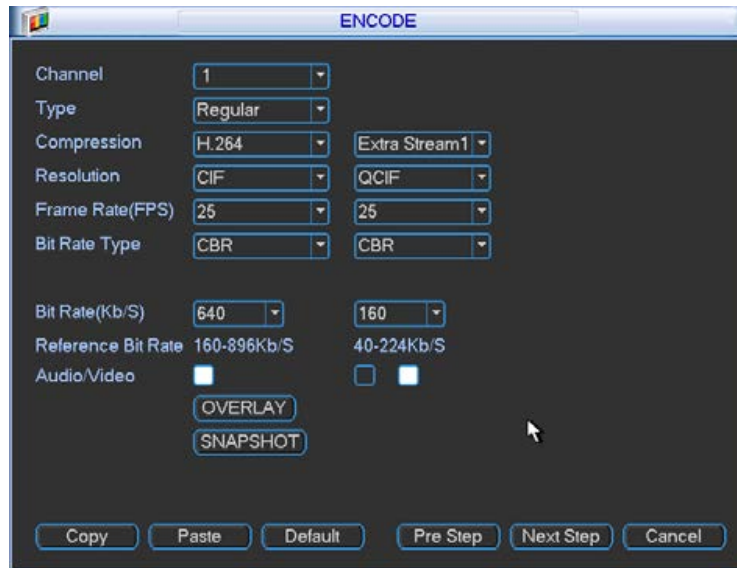 ENCODE
Channel 1
Type Regular
Compression H.264 Extra Stream1
Resolution CIF QCIF
Frame Rate(FPS) 25 25
Bit Rate Type CBR CBR
Bit Rate(Kb/S) 640 160
Reference Bit Rate 160-896Kb/S 40-224Kb/S
Audio/Video
OVERLAY
SNAPSHOT
Copy Paste Default Pre Step Next Step Cancel